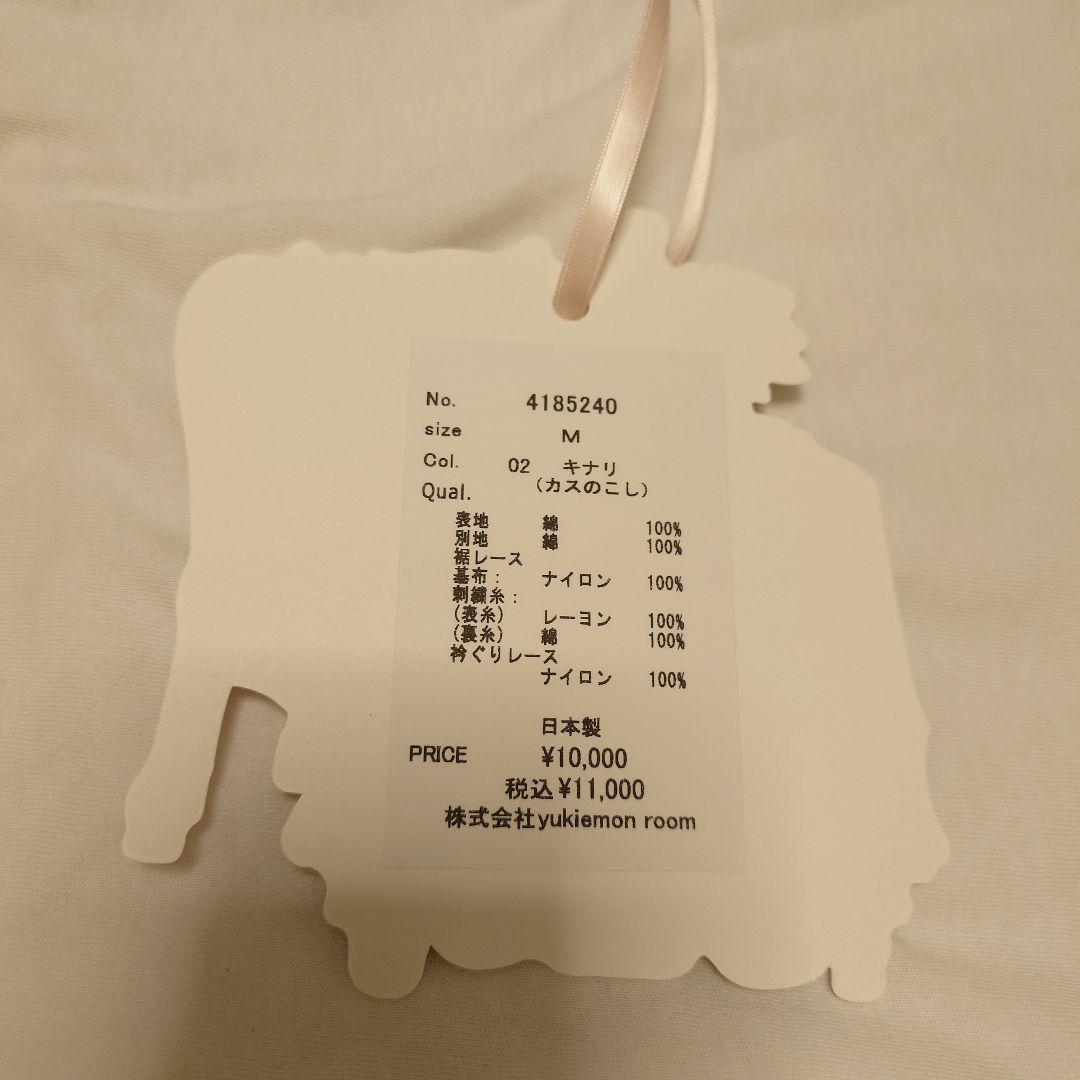 No. 4185240
size M
Col. 02 キナリ
(カスのこし)
Qual.
表地 綿 100%
別地 綿 100%
裾レース
基布: ナイロン 100%
刺繍糸:
(表糸) レーヨン 100%
(裏糸) 綿 100%
衿ぐりレース
ナイロン 100%
日本製
PRICE ¥10,000
税込¥11,000
株式会社yukiemon room